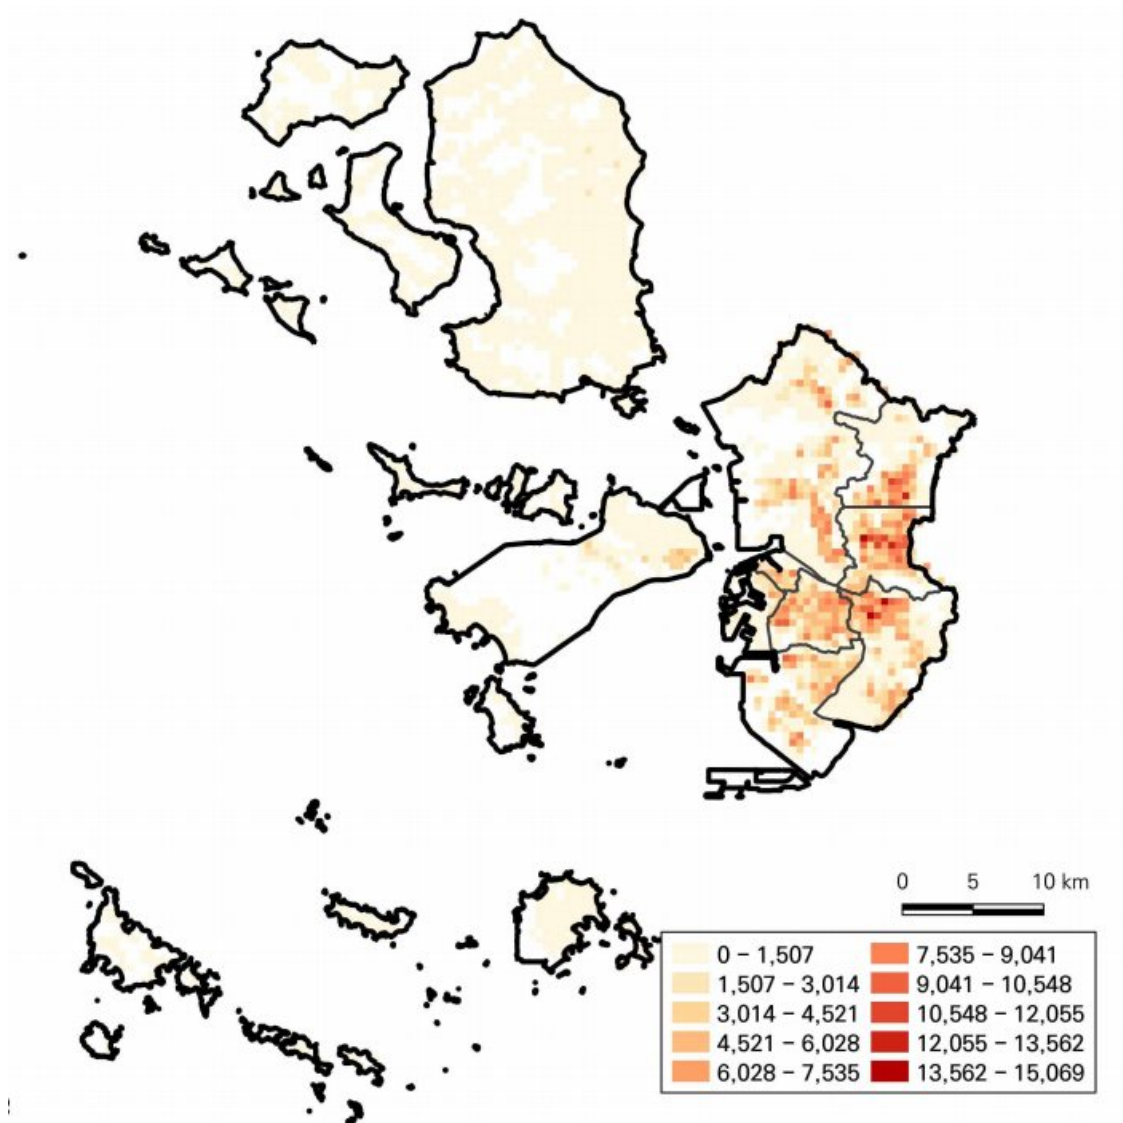 0 5 10 km
0 – 1,507 7,535 – 9,041
1,507 – 3,014 9,041 – 10,548
3,014 – 4,521 10,548 – 12,055
4,521 – 6,028 12,055 – 13,562
6,028 – 7,535 13,562 – 15,069